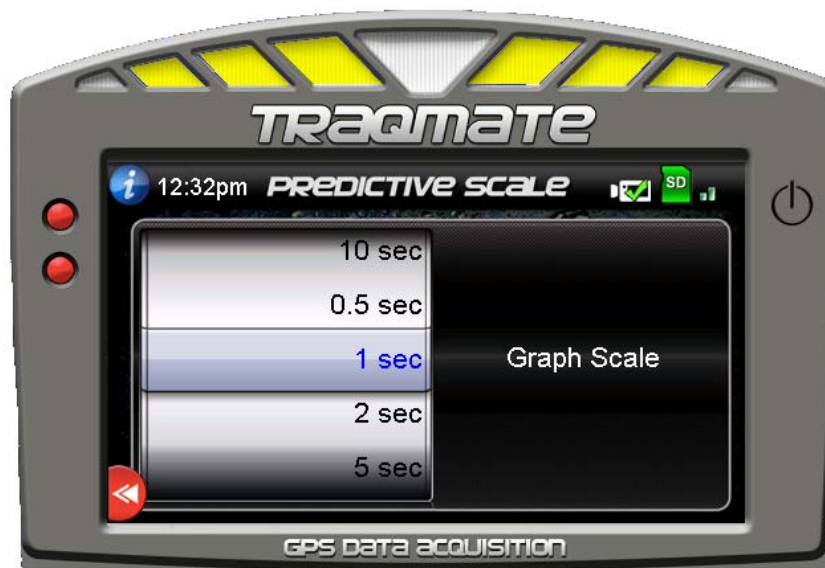 TRAQMATE
12:32pm PREDICTIVE SCALE SD
10 sec
0.5 sec
1 sec
Graph Scale
2 sec
5 sec
GPS DATA ACQUISITION